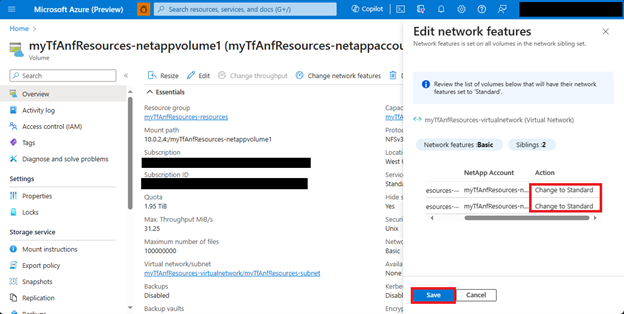 Microsoft Azure (Preview)
Search resources, services, and docs (G+/)
Copilot
Home
myTfAnfResources-netappvolume1 (myTfAnfResources-netappaccou
Volume
Search
Overview
Activity log
Access control (IAM)
Tags
Diagnose and solve problems
Settings
Properties
Locks
Storage service
Mount instructions
Export policy
Snapshots
Replication
Backup
Resize
Edit
Change throughput
Change network features
D
Essentials
Resource group
myTfAnfResources-resources
Mount path
10.0.2.4:/myTfAnfResources-netappvolume1
Subscription
Subscription ID
Quota
1.95 TiB
Max. Throughput MiB/s
31.25
Maximum number of files
100000000
Virtual network/subnet
myTfAnfResources-virtualnetwork/myTfAnfResources-subnet
Backups
Disabled
Backup vaults
Capac
myTfAn
Protoc
NFSv3
Locatio
West
Servic
Standa
Hide s
Yes
Securi
Unix
Netwo
Basic
Availa
None
Kerbe
Disabl
Encryp
Edit network features
Network features is set on all volumes in the network sibling set.
Review the list of volumes below that will have their network
features set to 'Standard'.
myTfAnfResources-virtualnetwork (Virtual Network)
Network features :Basic
Siblings :2
NetApp Account
Action
esources-...
myTfAnfResources-n...
Change to Standard
esources-...
myTfAnfResources-n...
Change to Standard
Save
Cancel